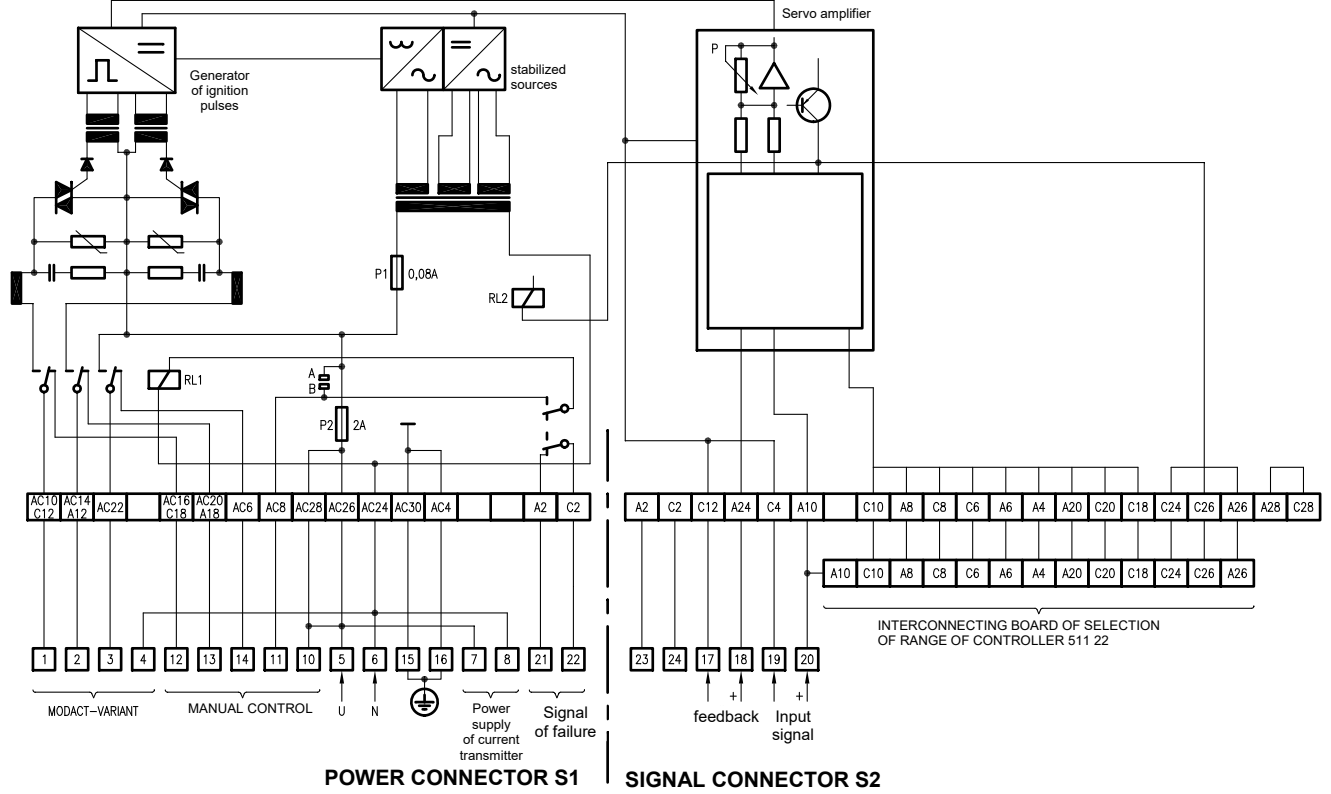 Servo amplifier
P
Generator
of ignition
pulses
stabilized
sources
P1 0,08A
RL2
RL1
A
B
P2 2A
AC10 C12
AC14 A12
AC22
AC16 C18
AC20 A18
AC6
AC8
AC28
AC26
AC24
AC30
AC4
A2
C2
A2
C2
C12
A24
C4
A10
C10
A8
C8
C6
A6
A4
A20
C20
C18
C24
C26
A26
A28
C28
A10
C10
A8
C8
C6
A6
A4
A20
C20
C18
C24
C26
A26
INTERCONNECTING BOARD OF SELECTION
OF RANGE OF CONTROLLER 511 22
1
2
3
4
12
13
14
11
10
5
6
15
16
7
8
21
22
23
24
17
18
19
20
MODACT-VARIANT
MANUAL CONTROL
U
N
Power
supply
of current
transmitter
Signal
of failure
+
feedback
+
Input
signal
POWER CONNECTOR S1
SIGNAL CONNECTOR S2